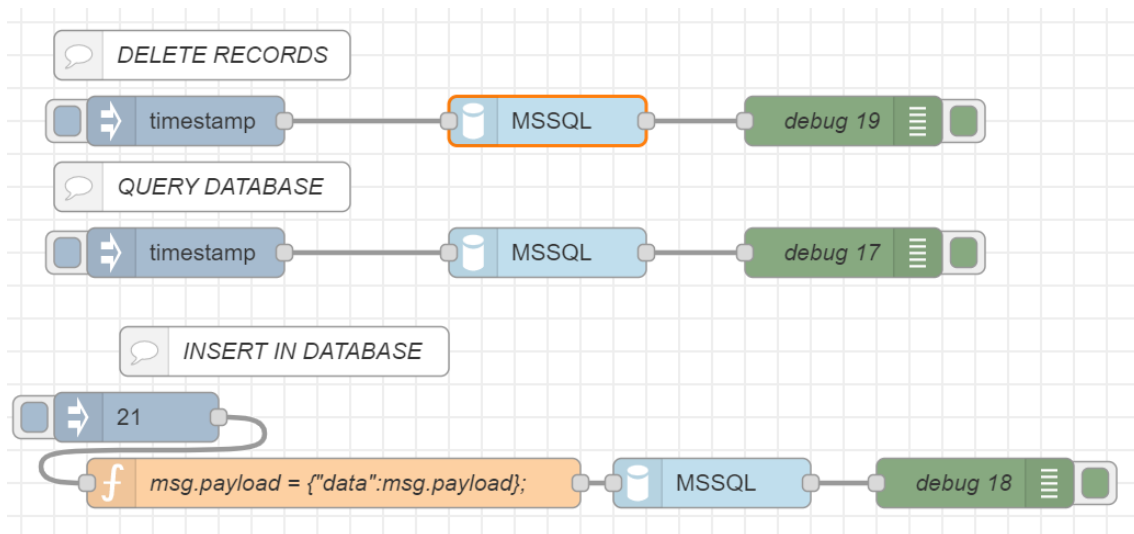 DELETE RECORDS
timestamp MSSQL debug 19
QUERY DATABASE
timestamp MSSQL debug 17
INSERT IN DATABASE
21
msg.payload = {"data":msg.payload}; MSSQL debug 18